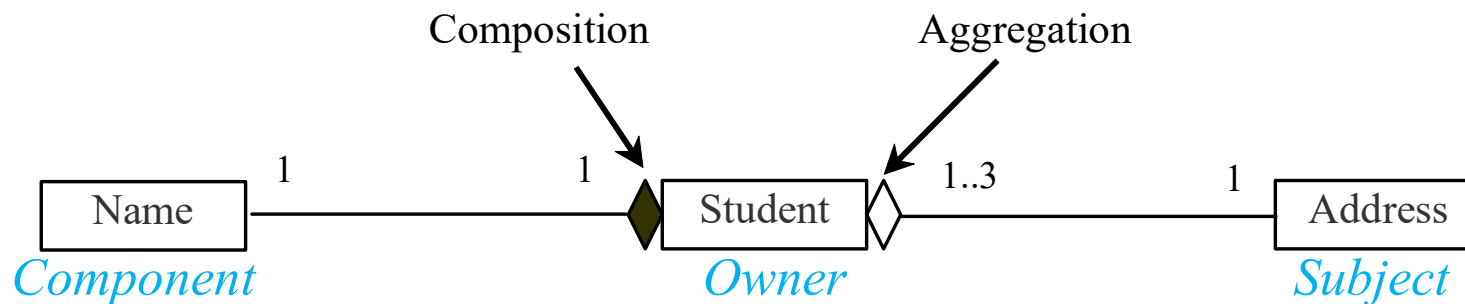 Composition Aggregation
1 1 1..3 1
Name Student Address
Component Owner Subject